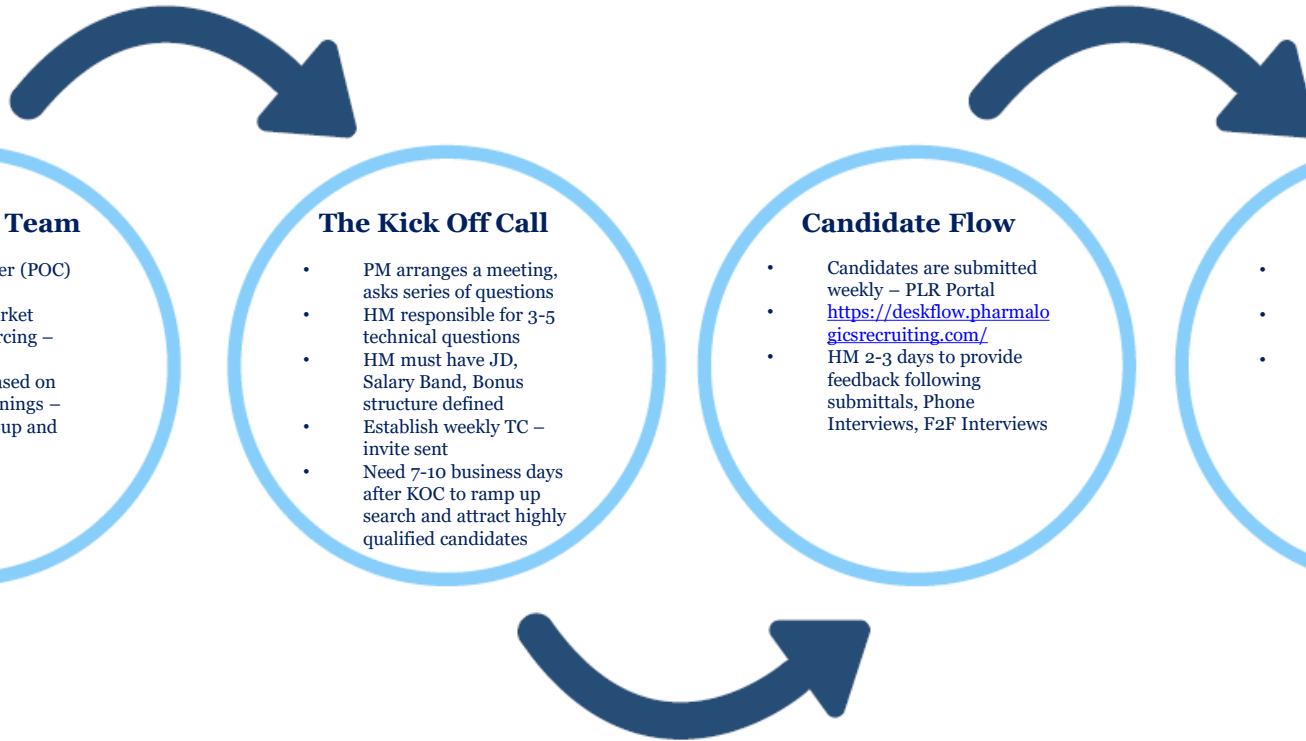 Team
er (POC)
rket
rcing –
sed on
nings –
up and
The Kick Off Call
• PM arranges a meeting,
asks series of questions
• HM responsible for 3-5
technical questions
• HM must have JD,
Salary Band, Bonus
structure defined
• Establish weekly TC –
invite sent
• Need 7-10 business days
after KOC to ramp up
search and attract highly
qualified candidates
Candidate Flow
• Candidates are submitted
weekly – PLR Portal
• https://deskflow.pharmalo
gicsrecruiting.com/
• HM 2-3 days to provide
feedback following
submittals, Phone
Interviews, F2F Interviews
•
•
•